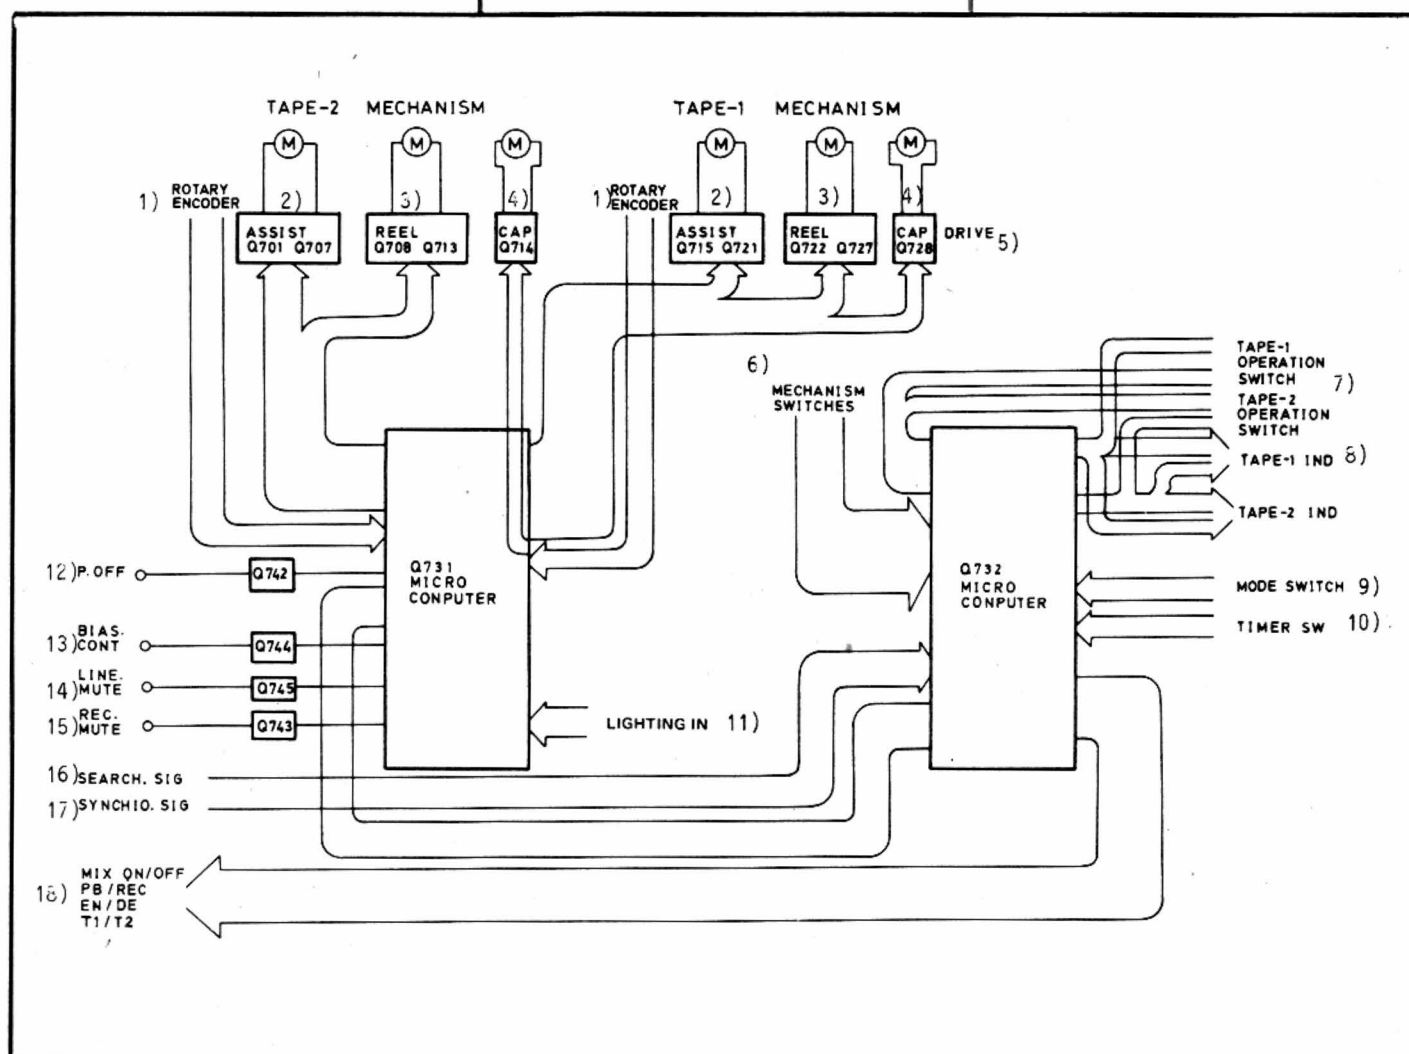 TAPE-2 MECHANISM
TAPE-1 MECHANISM
M
M
M
M
M
M
1) ROTARY
ENCODER
2)
3)
4)
1) ROTARY
ENCODER
2)
3)
4)
ASSIST
Q701 Q707
REEL
Q708 Q713
CAP
Q714
ASSIST
Q715 Q721
REEL
Q722 Q727
CAP
Q728
DRIVE 5)
6)
MECHANISM
SWITCHES
TAPE-1
OPERATION
SWITCH 7)
TAPE-2
OPERATION
SWITCH
TAPE-1 IND 8)
TAPE-2 IND
MODE SWITCH 9)
TIMER SW 10)
Q731
MICRO
CONPUTER
Q732
MICRO
CONPUTER
12) P.OFF
Q742
13) BIAS.
CONT
Q744
14) LINE.
MUTE
Q745
15) REC.
MUTE
Q743
LIGHTING IN 11)
16) SEARCH. SIG
17) SYNCHIO. SIG
18) MIX ON/OFF
PB/REC
EN/DE
T1/T2